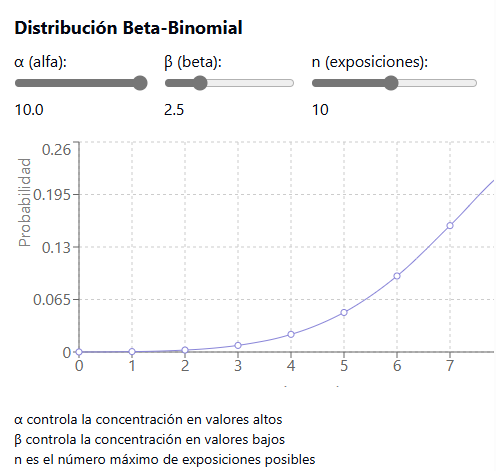 Distribución Beta-Binomial
α (alfa): β (beta): n (exposiciones):
10.0 2.5 10
Probabilidad
0.26
0.195
0.13
0.065
0
0 1 2 3 4 5 6 7
α controla la concentración en valores altos
β controla la concentración en valores bajos
n es el número máximo de exposiciones posibles